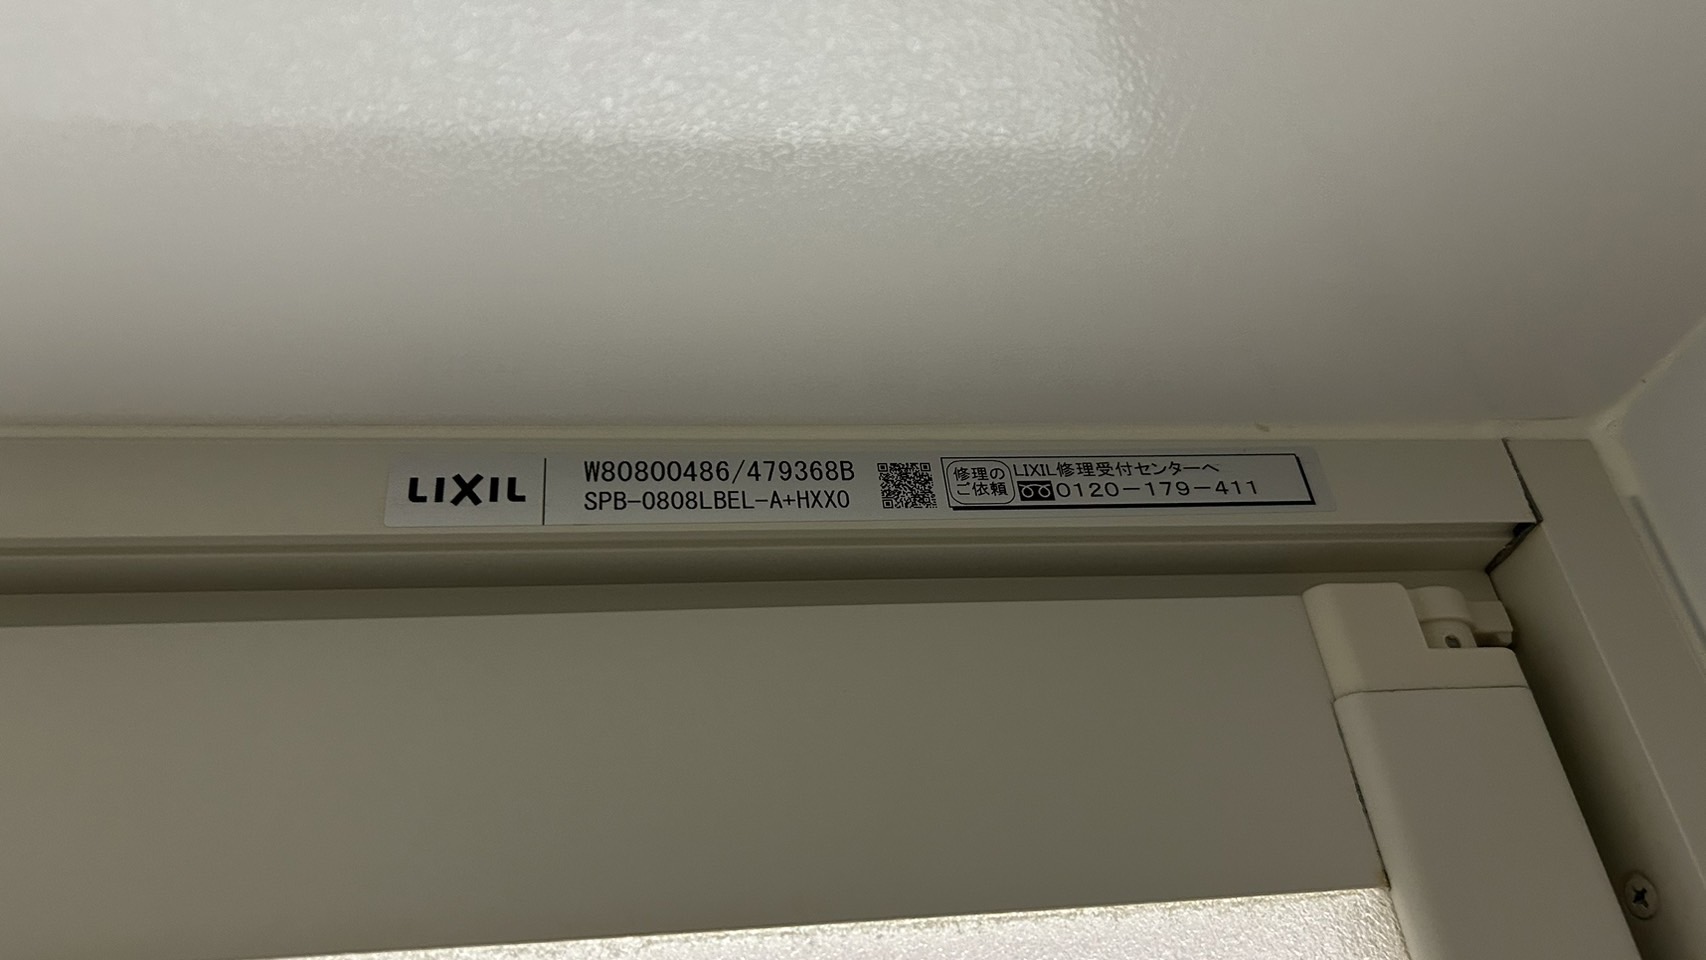 LIXIL
W80800486/479368B
SPB-0808LBEL-A+HXX0
修理の
ご依頼
LIXIL修理受付センターへ
0120-179-411